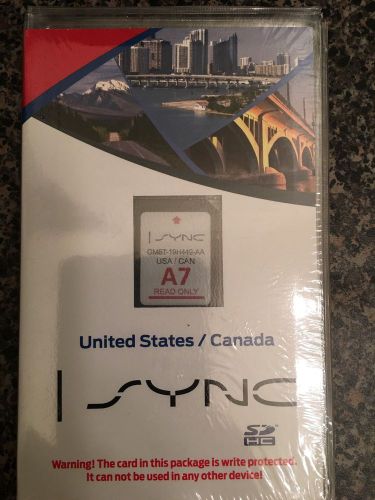 | SYNC
GM5T-19H449-AA
USA / CAN
A7
READ ONLY
United States / Canada
| SYNC
SD
HC
Warning! The card in this package is write protected.
It can not be used in any other device!